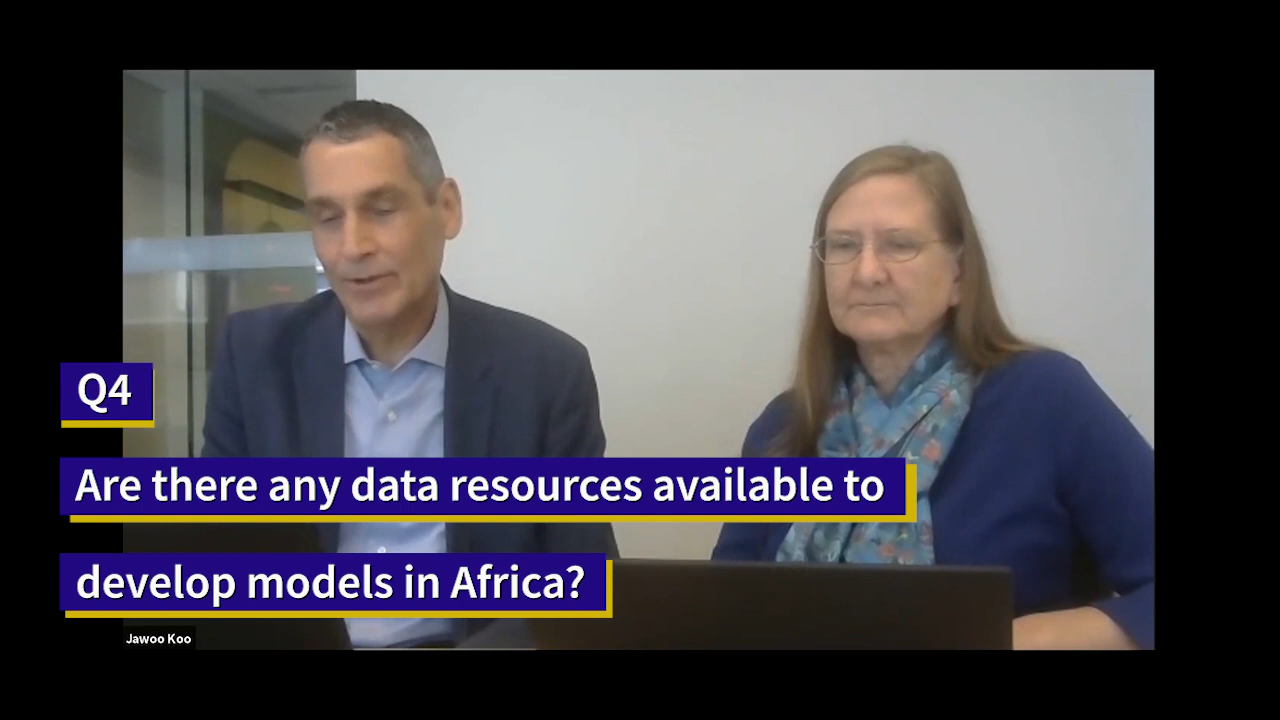 Q4
Are there any data resources available to
develop models in Africa?
Jawoo Koo